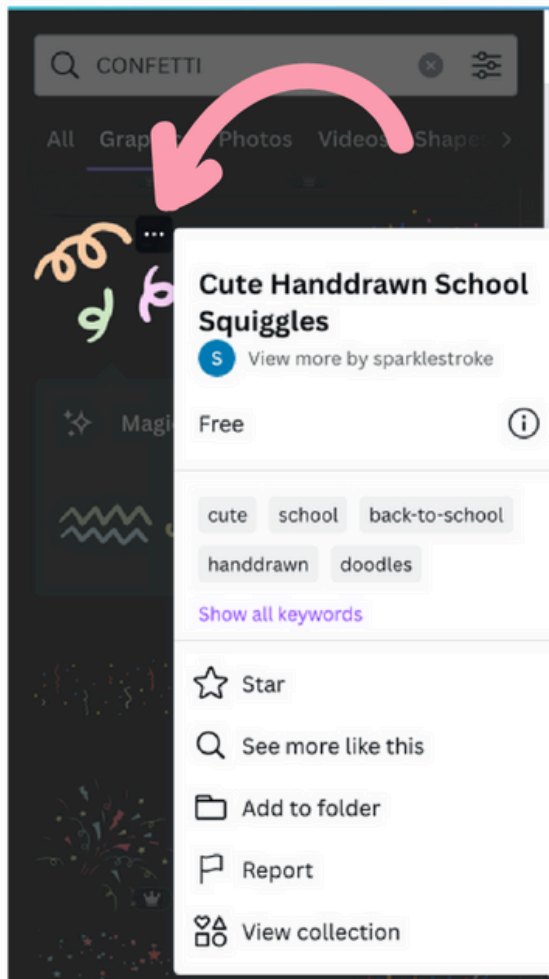 CONFETTI
All Photos Videos
Cute Handdrawn School
Squiggles
S View more by sparklestroke
Free
cute school back-to-school
handdrawn doodles
Show all keywords
Star
See more like this
Add to folder
Report
View collection